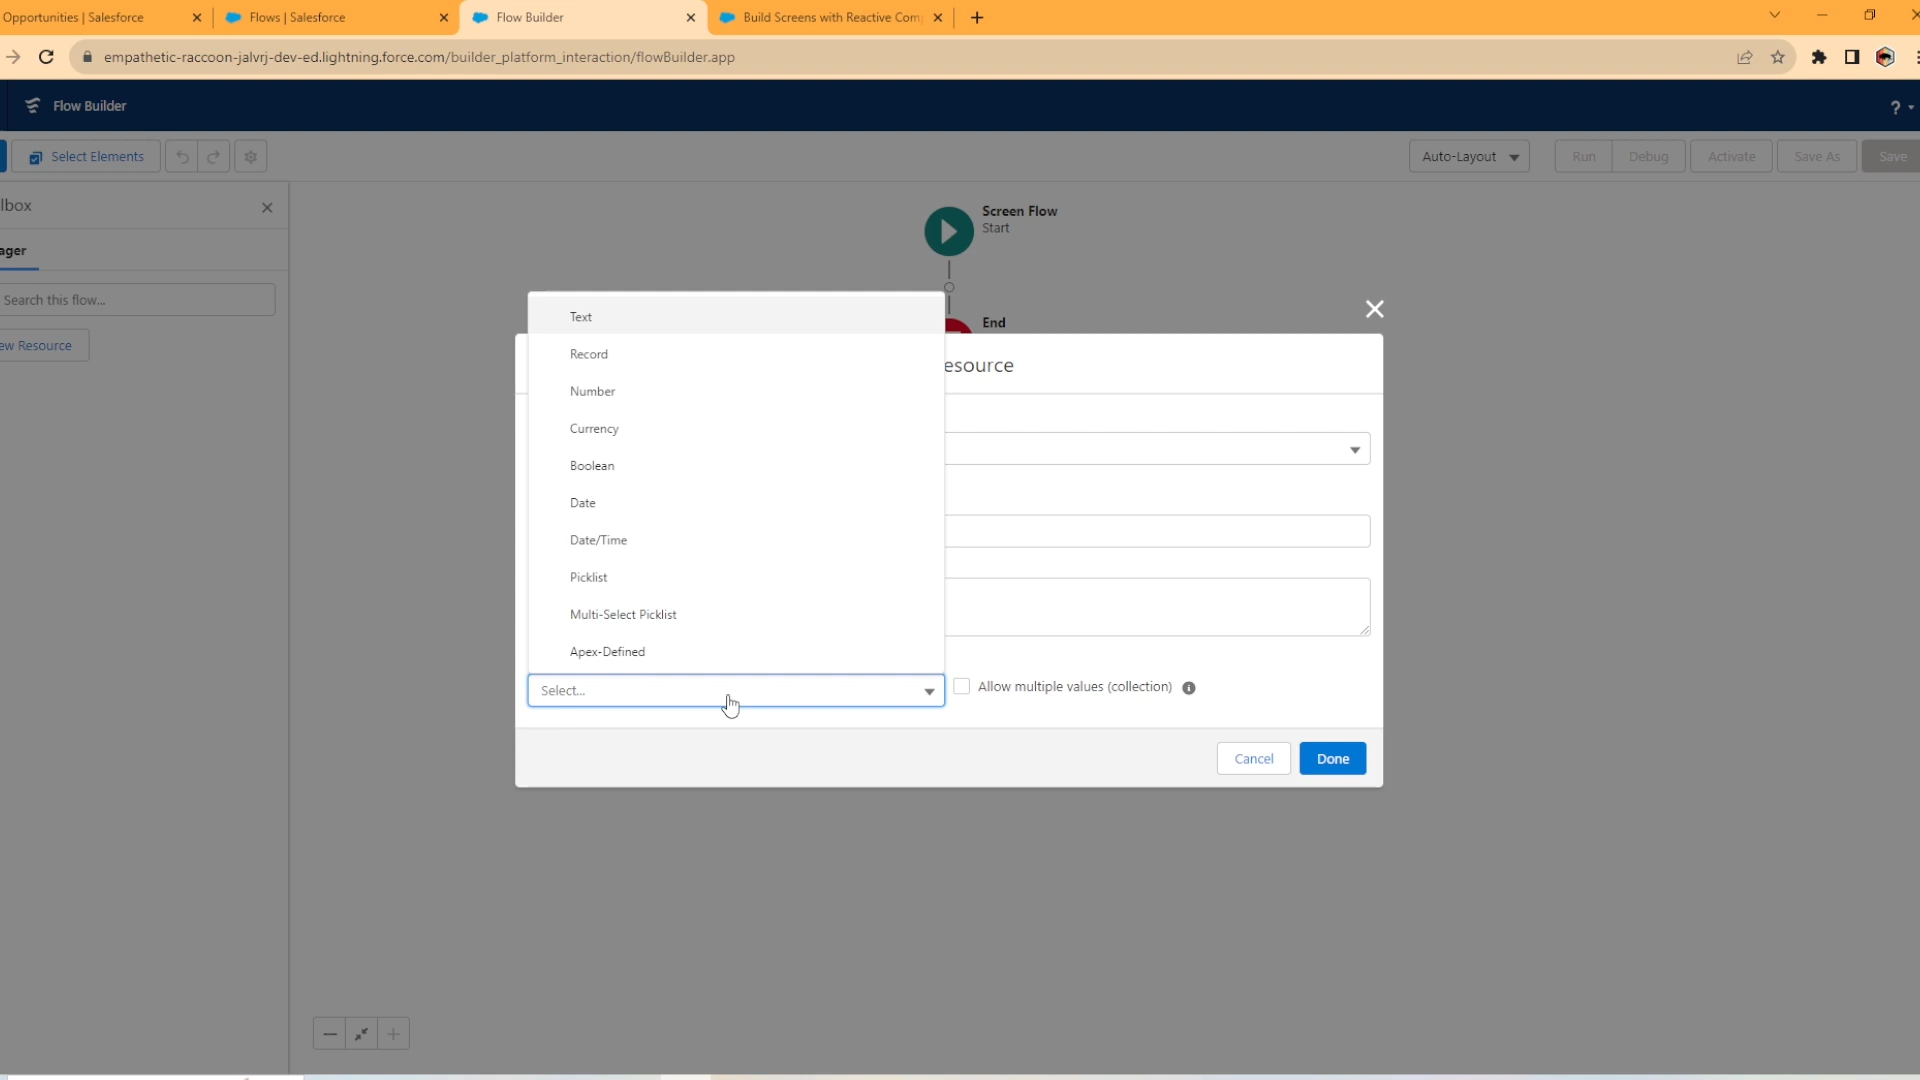 Opportunities | Salesforce
Flows | Salesforce
Flow Builder
Build Screens with Reactive Com
empathetic-raccoon-jalvrj-dev-ed.lightning.force.com/builder_platform_interaction/flowBuilder.app
Flow Builder
?
Select Elements
Auto-Layout
Run
Debug
Activate
Save As
Save
lbox
ager
Search this flow...
ew Resource
Screen Flow
Start
End
esource
Text
Record
Number
Currency
Boolean
Date
Date/Time
Picklist
Multi-Select Picklist
Apex-Defined
Select...
Allow multiple values (collection)
Cancel
Done